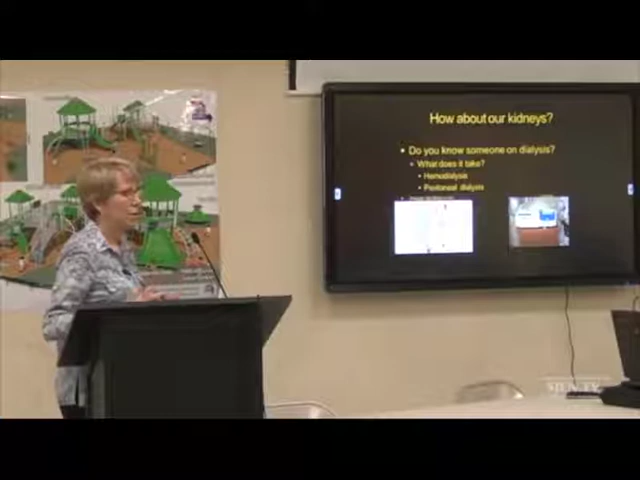 How about our kidneys?
• Do you know someone on dialysis?
• What does it take?
• Hemodialysis
• Peritoneal dialysis